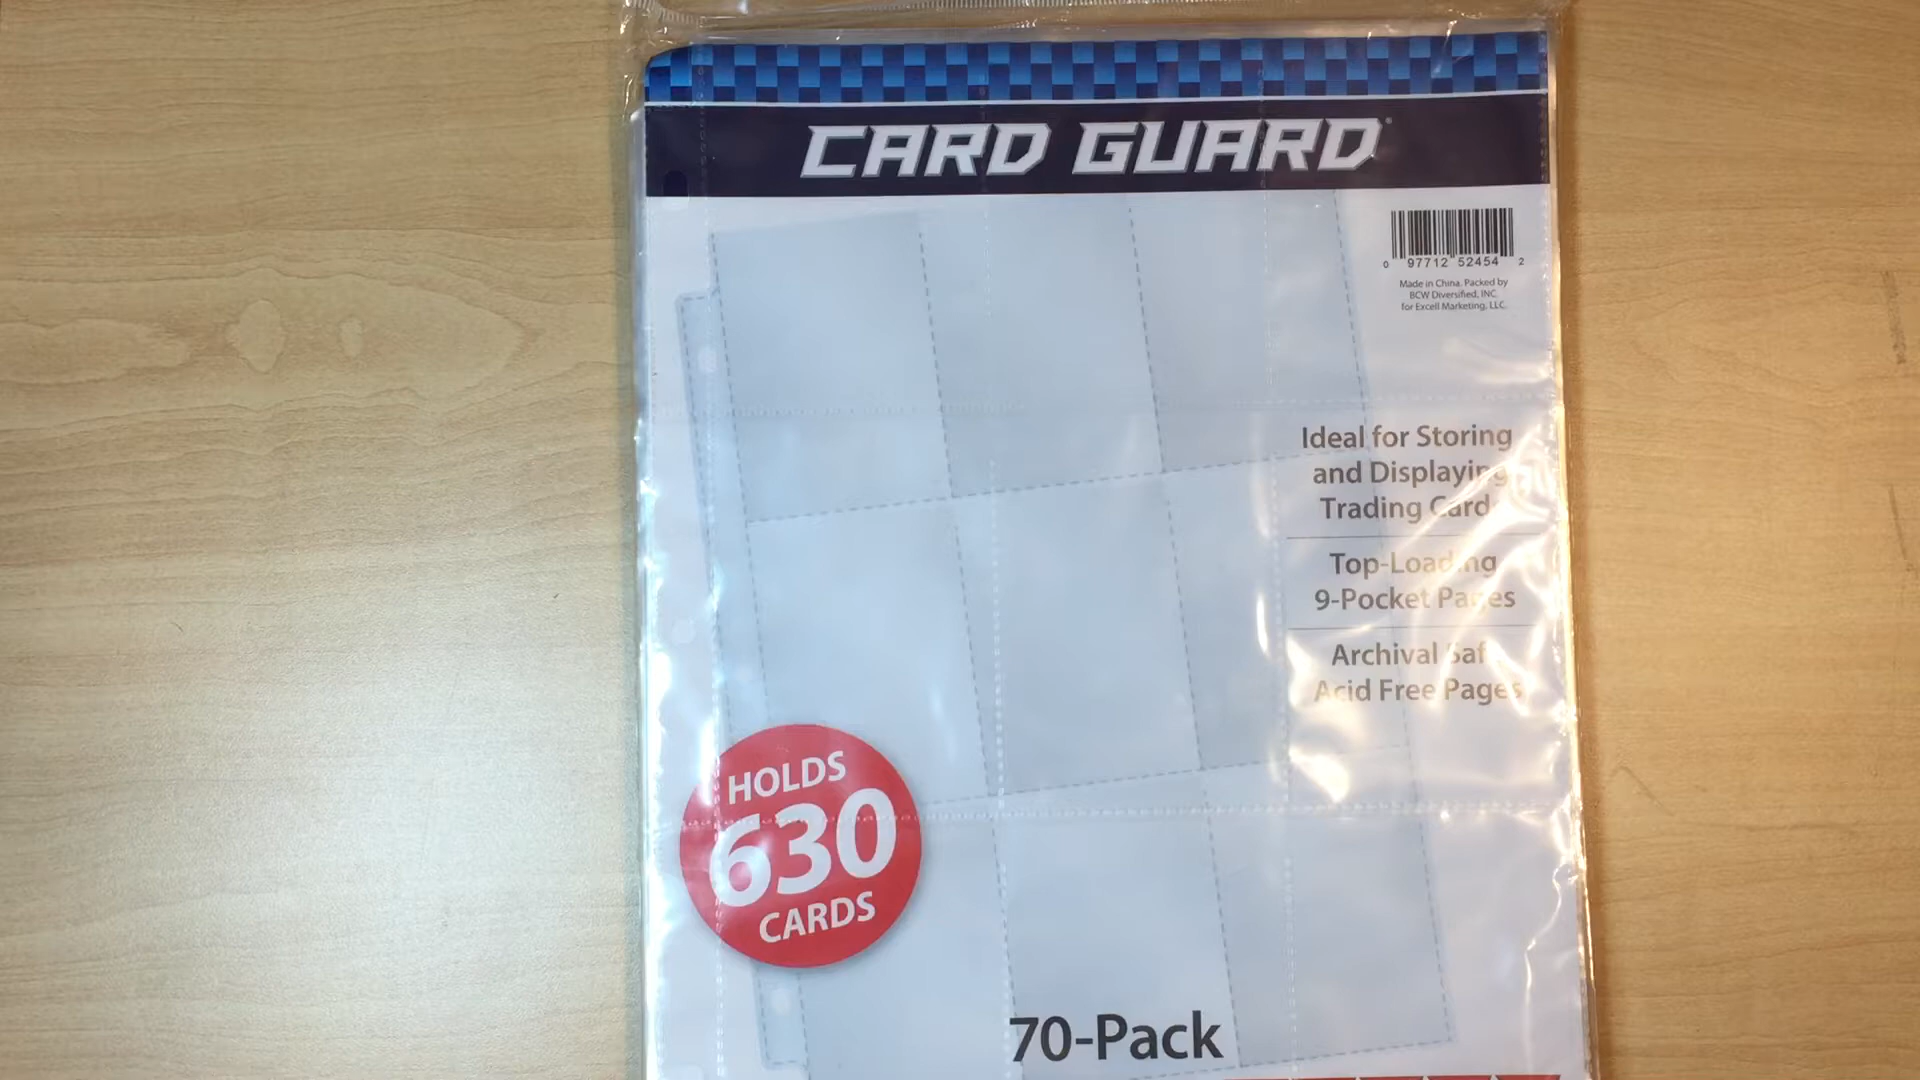 CARD GUARD
0 97712 52454 2
Made in China. Packed by
BCW Diversified, INC
for Excell Marketing, LLC.
Ideal for Storing
and Displaying
Trading Cards
Top-Loading
9-Pocket Pages
Archival Safe
Acid Free Pages
HOLDS
630
CARDS
70-Pack